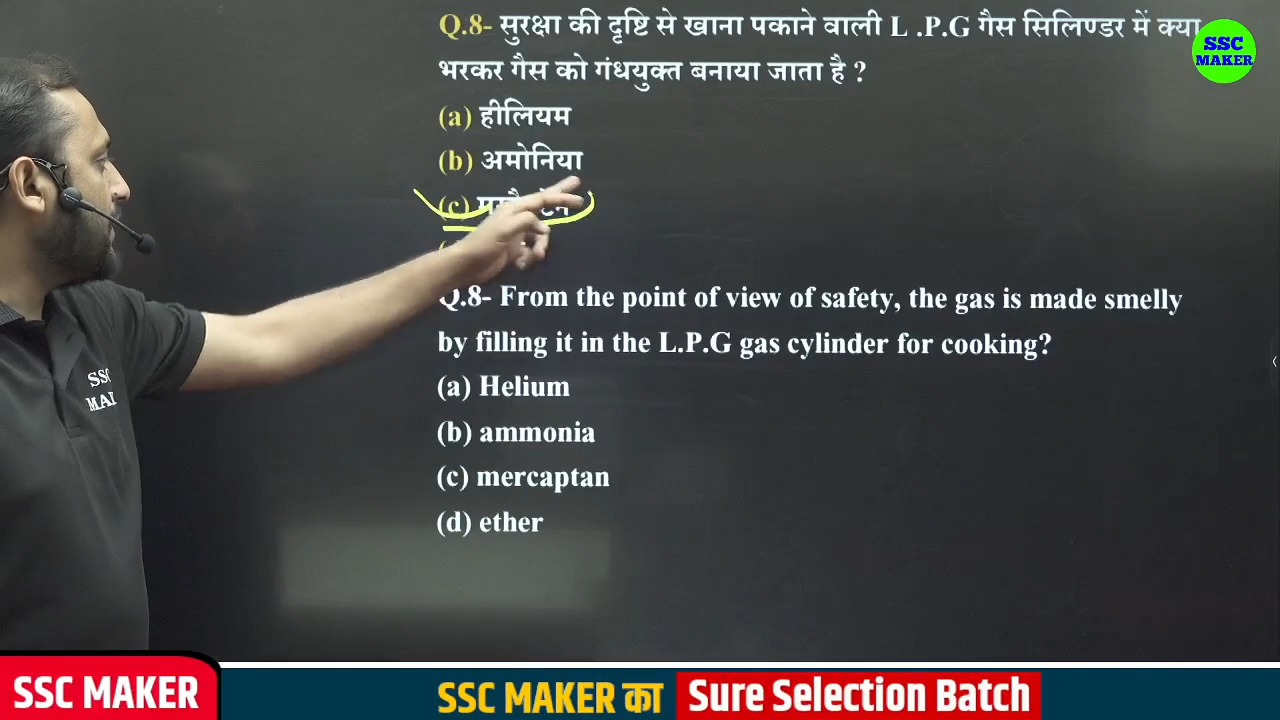 Q.8- सुरक्षा की दृष्टि से खाना पकाने वाली L .P.G गैस सिलिण्डर में क्या
भरकर गैस को गंधयुक्त बनाया जाता है ?
(a) हीलियम
(b) अमोनिया
(c)
Q.8- From the point of view of safety, the gas is made smelly
by filling it in the L.P.G gas cylinder for cooking?
(a) Helium
(b) ammonia
(c) mercaptan
(d) ether
SSC
MAKER
SSC
SSC MAKER
SSC MAKER का Sure Selection Batch